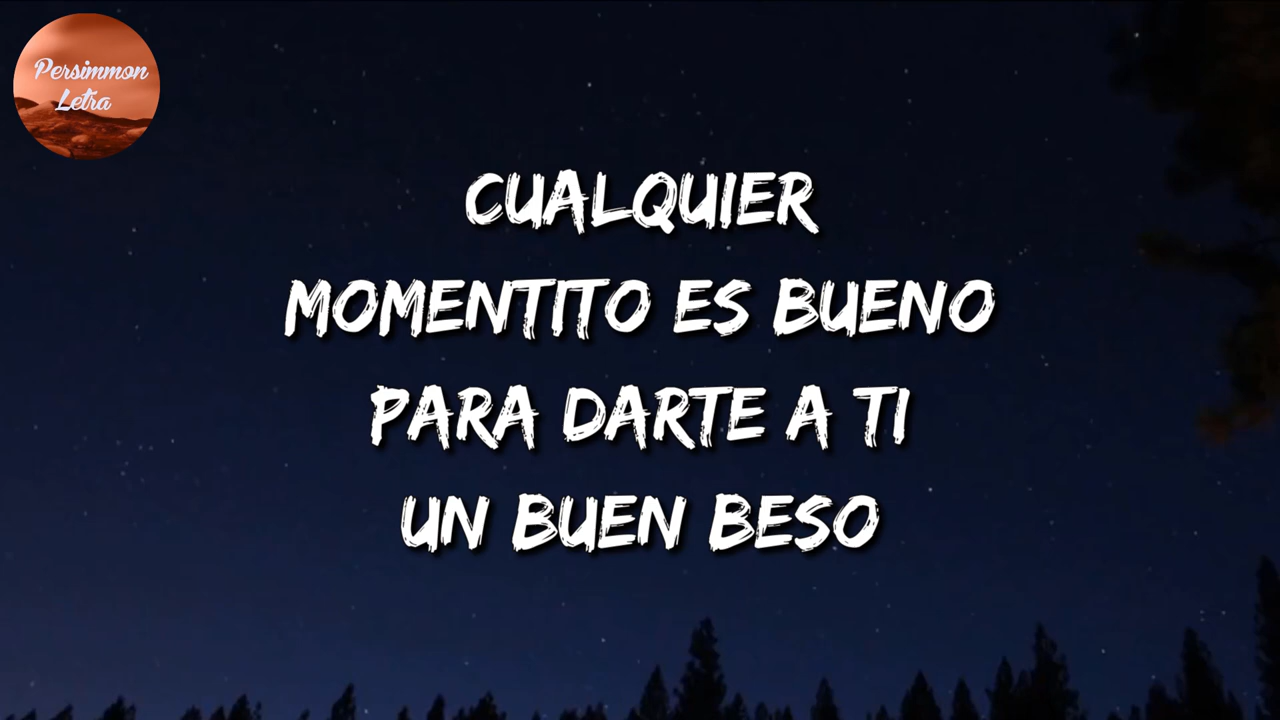 Persimmon
Letra
CUALQUIER
MOMENTITO ES BUENO
PARA DARTE A TI
UN BUEN BESO